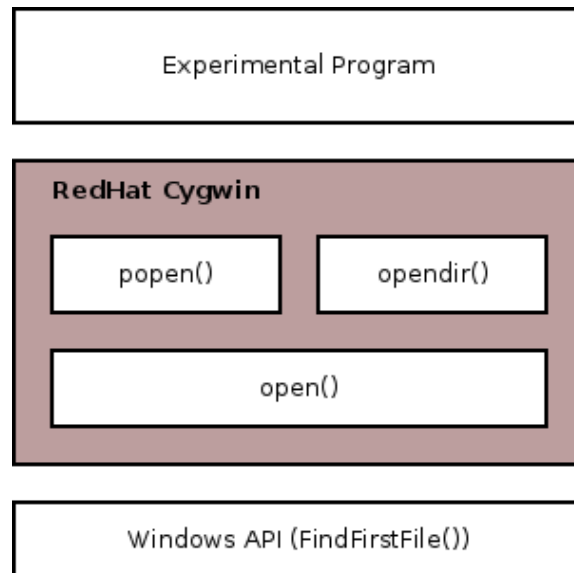 Experimental Program
RedHat Cygwin
popen()
opendir()
open()
Windows API (FindFirstFile())